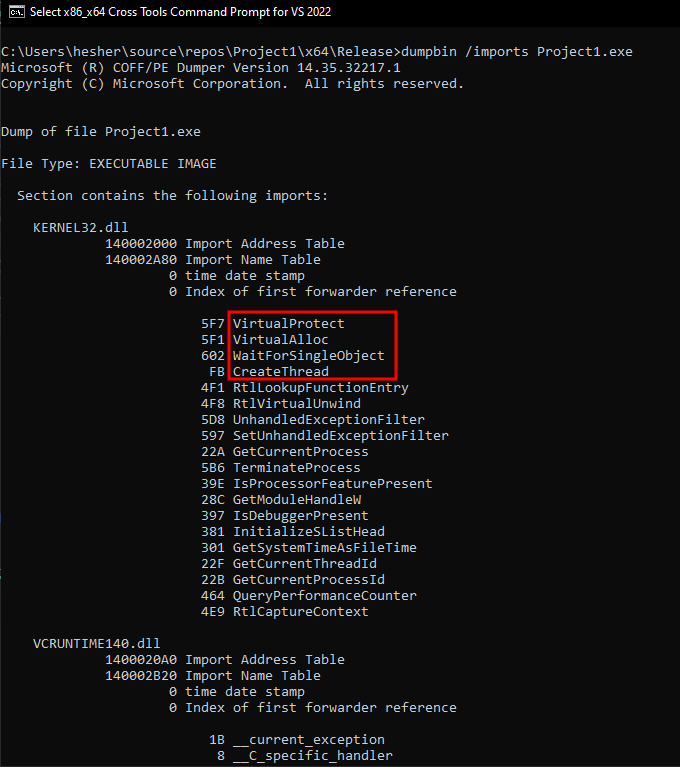 Select x86_x64 Cross Tools Command Prompt for VS 2022
C:\Users\hesher\source\repos\Project1\x64\Release>dumpbin /imports Project1.exe
Microsoft (R) COFF/PE Dumper Version 14.35.32217.1
Copyright (C) Microsoft Corporation.  All rights reserved.
Dump of file Project1.exe
File Type: EXECUTABLE IMAGE
Section contains the following imports:
KERNEL32.dll
140002000 Import Address Table
140002A80 Import Name Table
0 time date stamp
0 Index of first forwarder reference
5F7 VirtualProtect
5F1 VirtualAlloc
602 WaitForSingleObject
FB CreateThread
4F1 RtlLookupFunctionEntry
4F8 RtlVirtualUnwind
5D8 UnhandledExceptionFilter
597 SetUnhandledExceptionFilter
22A GetCurrentProcess
5B6 TerminateProcess
39E IsProcessorFeaturePresent
28C GetModuleHandleW
397 IsDebuggerPresent
381 InitializeSListHead
301 GetSystemTimeAsFileTime
22F GetCurrentThreadId
22B GetCurrentProcessId
464 QueryPerformanceCounter
4E9 RtlCaptureContext
VCRUNTIME140.dll
1400020A0 Import Address Table
140002B20 Import Name Table
0 time date stamp
0 Index of first forwarder reference
1B __current_exception
8 __C_specific_handler